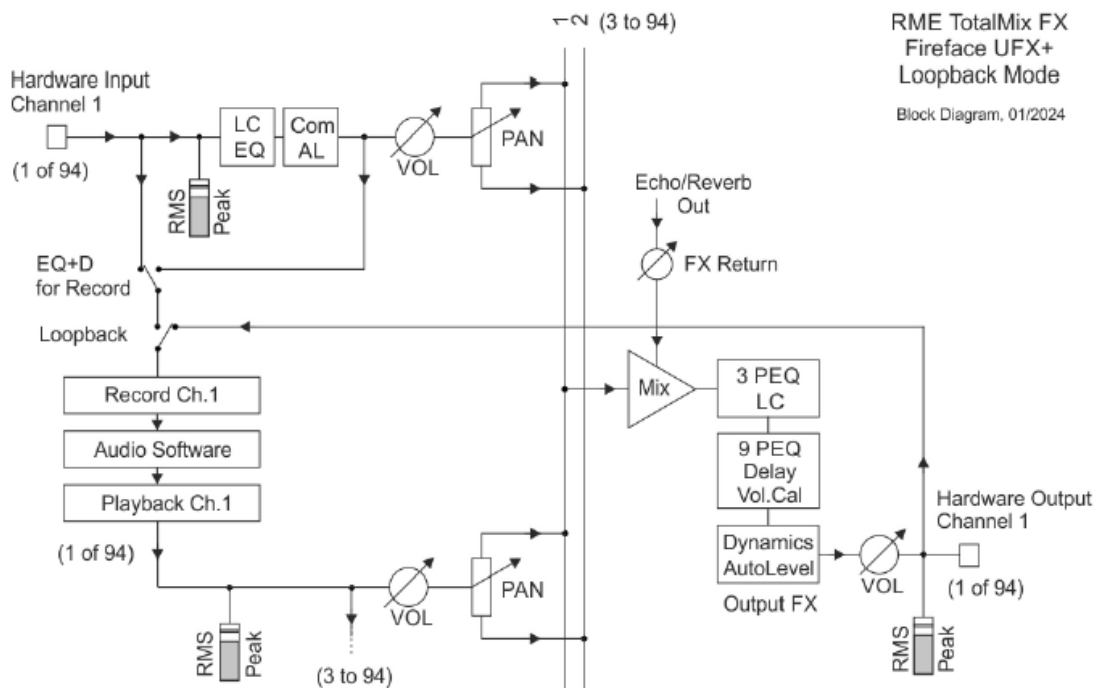 1
2
(3 to 94)
RME TotalMix FX
Fireface UFX+
Loopback Mode
Block Diagram, 01/2024
Hardware Input
Channel 1
(1 of 94)
RMS
Peak
LC
EQ
Com
AL
VOL
PAN
Echo/Reverb
Out
FX Return
EQ+D
for Record
Loopback
Record Ch.1
Audio Software
Playback Ch.1
(1 of 94)
Mix
3 PEQ
LC
9 PEQ
Delay
Vol.Cal
Dynamics
AutoLevel
Output FX
VOL
Hardware Output
Channel 1
(1 of 94)
RMS
Peak
RMS
Peak
(3 to 94)
VOL
PAN